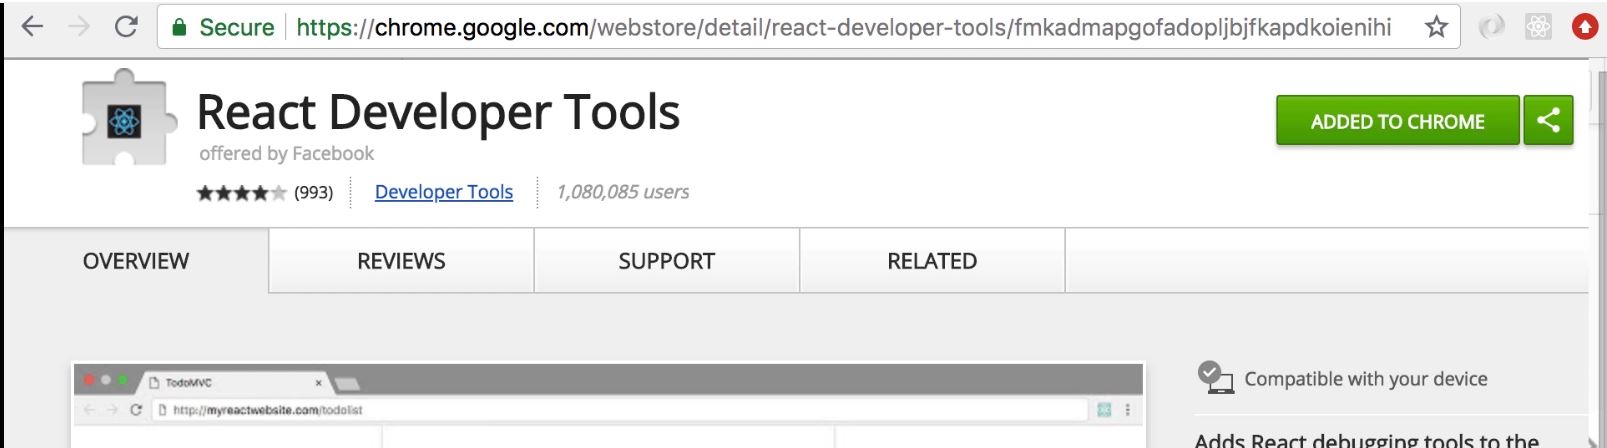 Secure https://chrome.google.com/webstore/detail/react-developer-tools/fmkadmapgofadopljbjfkapdkoienihi
React Developer Tools
offered by Facebook
ADDED TO CHROME
(993) Developer Tools 1,080,085 users
OVERVIEW REVIEWS SUPPORT RELATED
TodoMVC
http://myreactwebsite.com/todolist
Compatible with your device
Adds React debugging tools to the